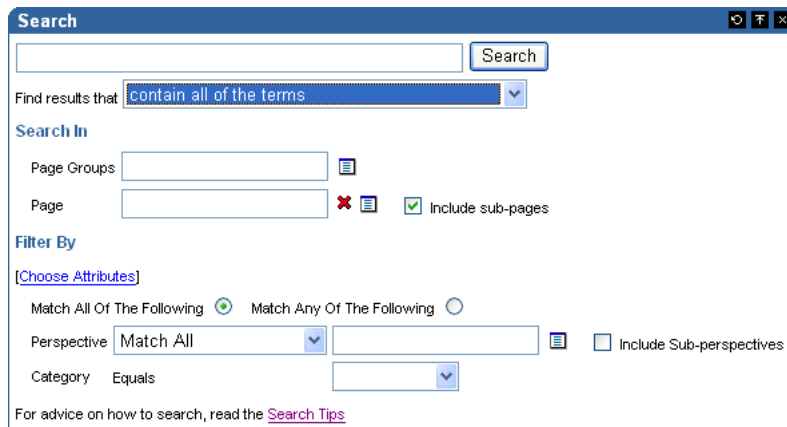 Search
Search
Find results that contain all of the terms
Search In
Page Groups
Page Include sub-pages
Filter By
[Choose Attributes]
Match All Of The Following Match Any Of The Following
Perspective Match All Include Sub-perspectives
Category Equals
For advice on how to search, read the Search Tips